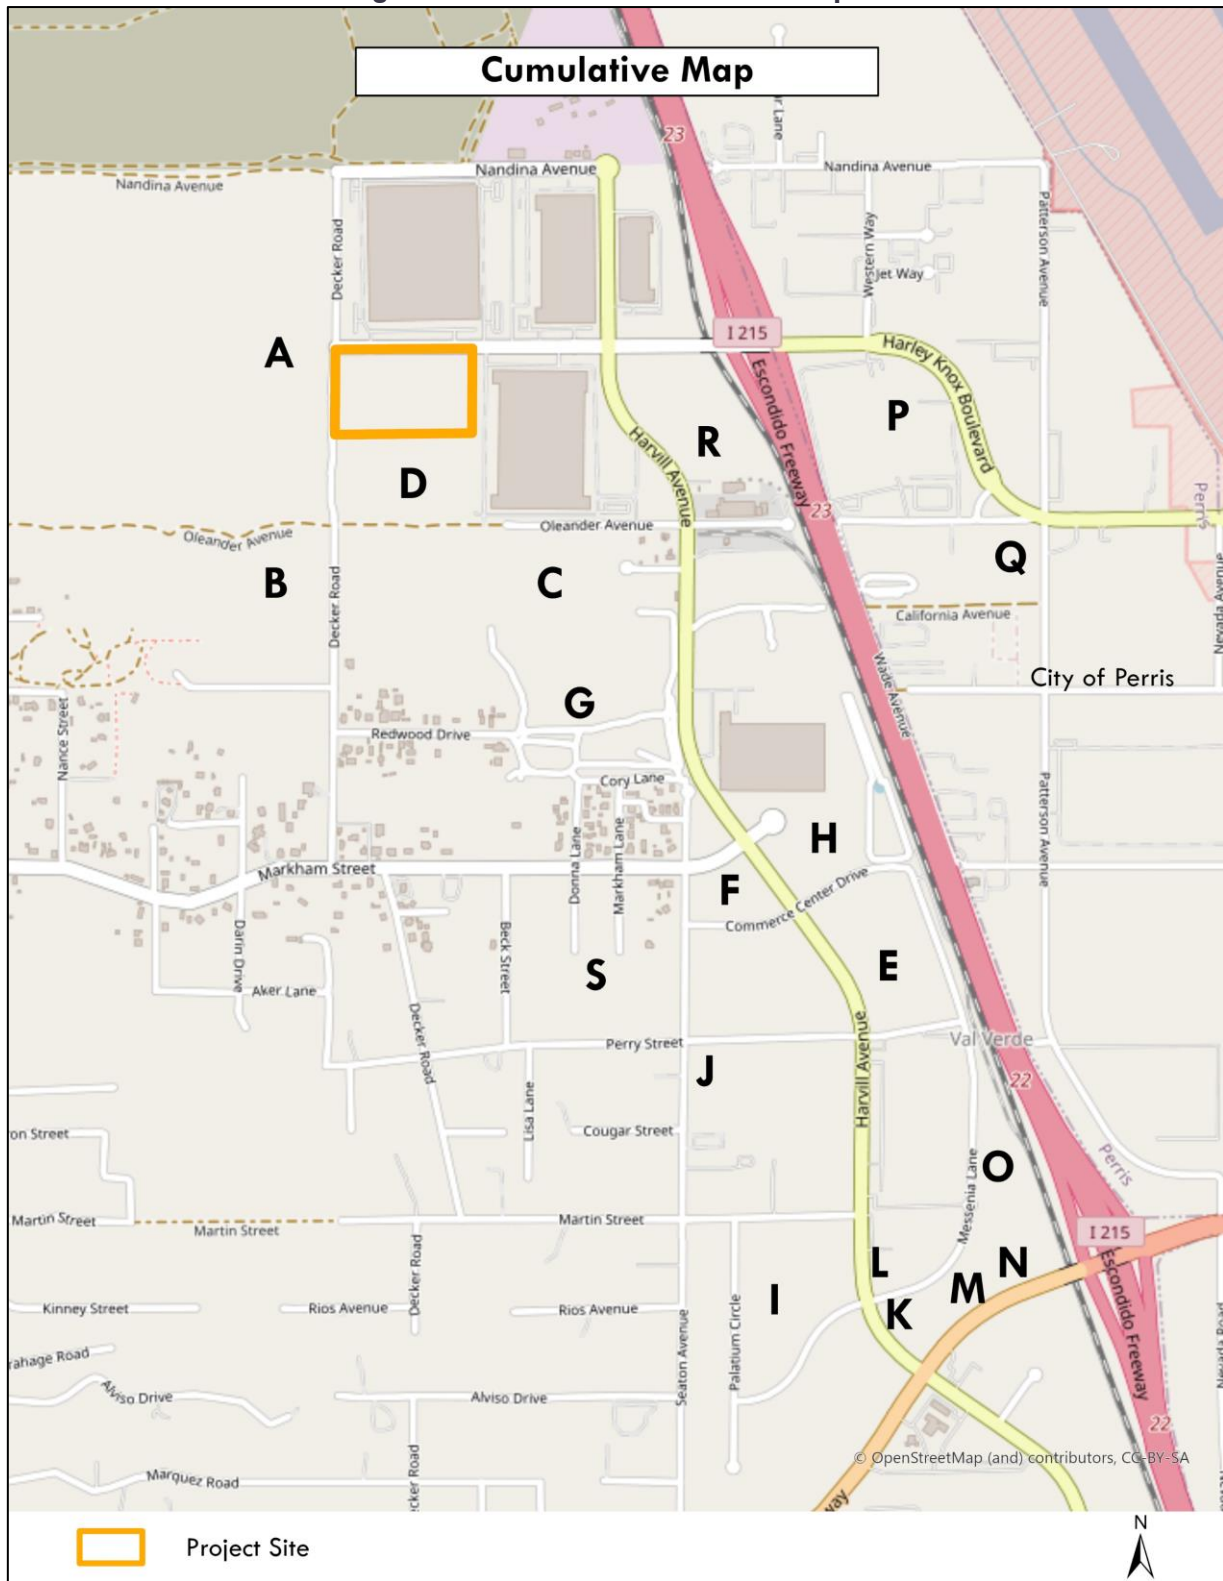 Cumulative Map
23
Lane
Nandina Avenue
Nandina Avenue
Nandina Avenue
Decker Road
Western Way
Patterson Avenue
Jet Way
I 215
Harley Knox Boulevard
A
Escondido Freeway
P
R
Harvill Avenue
D
23
Perris
Oleander Avenue
Oleander Avenue
B
C
Q
Decker Road
California Avenue
Nevada Avenue
Wade Avenue
City of Perris
Nance Street
G
Redwood Drive
Cory Lane
Patterson Avenue
H
Donna Lane
Markham Lane
Markham Street
F
Commerce Center Drive
Darin Drive
Beck Street
E
S
Aker Lane
Decker Road
Perry Street
Harvill Avenue
Val Verde
J
22
Lisa Lane
on Street
Cougar Street
O
Perris
Messenia Lane
Martin Street
Martin Street
Martin Street
I 215
L
N
M
Decker Road
I
K
Kinney Street
Rios Avenue
Rios Avenue
Escondido Freeway
Palatium Circle
Seaton Avenue
rahage Road
Alviso Drive
Alviso Drive
22
© OpenStreetMap (and) contributors, CC-BY-SA
Marquez Road
cker Road
way
N
Project Site